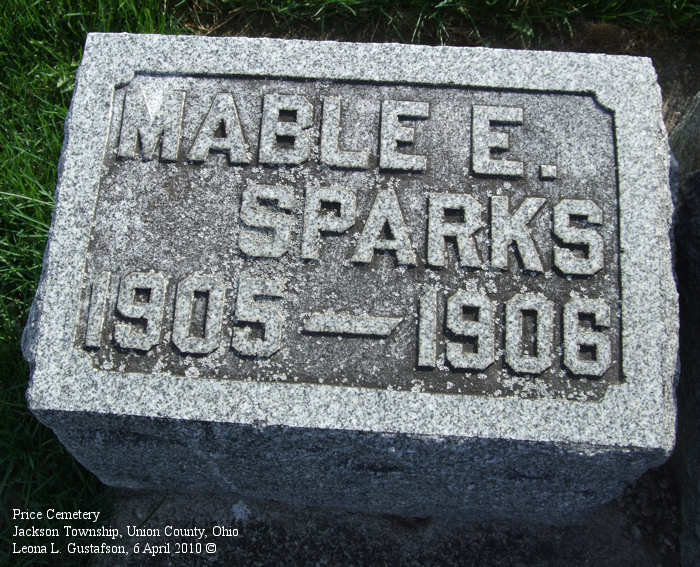 MABLE E.
SPARKS
1905 — 1906
Price Cemetery
Jackson Township, Union County, Ohio
Leona L. Gustafson, 6 April 2010 ©